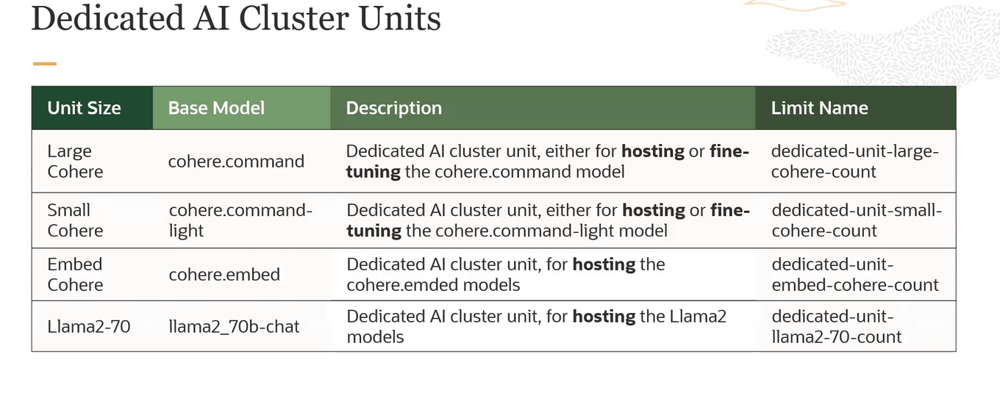 Dedicated AI Cluster Units
Unit Size
Base Model
Description
Limit Name
Large
Cohere
cohere.command
Dedicated AI cluster unit, either for hosting or fine-
tuning the cohere.command model
dedicated-unit-large-
cohere-count
Small
Cohere
cohere.command-
light
Dedicated AI cluster unit, either for hosting or fine-
tuning the cohere.command-light model
dedicated-unit-small-
cohere-count
Embed
Cohere
cohere.embed
Dedicated AI cluster unit, for hosting the
cohere.emded models
dedicated-unit-
embed-cohere-count
Llama2-70
llama2_70b-chat
Dedicated AI cluster unit, for hosting the Llama2
models
dedicated-unit-
llama2-70-count